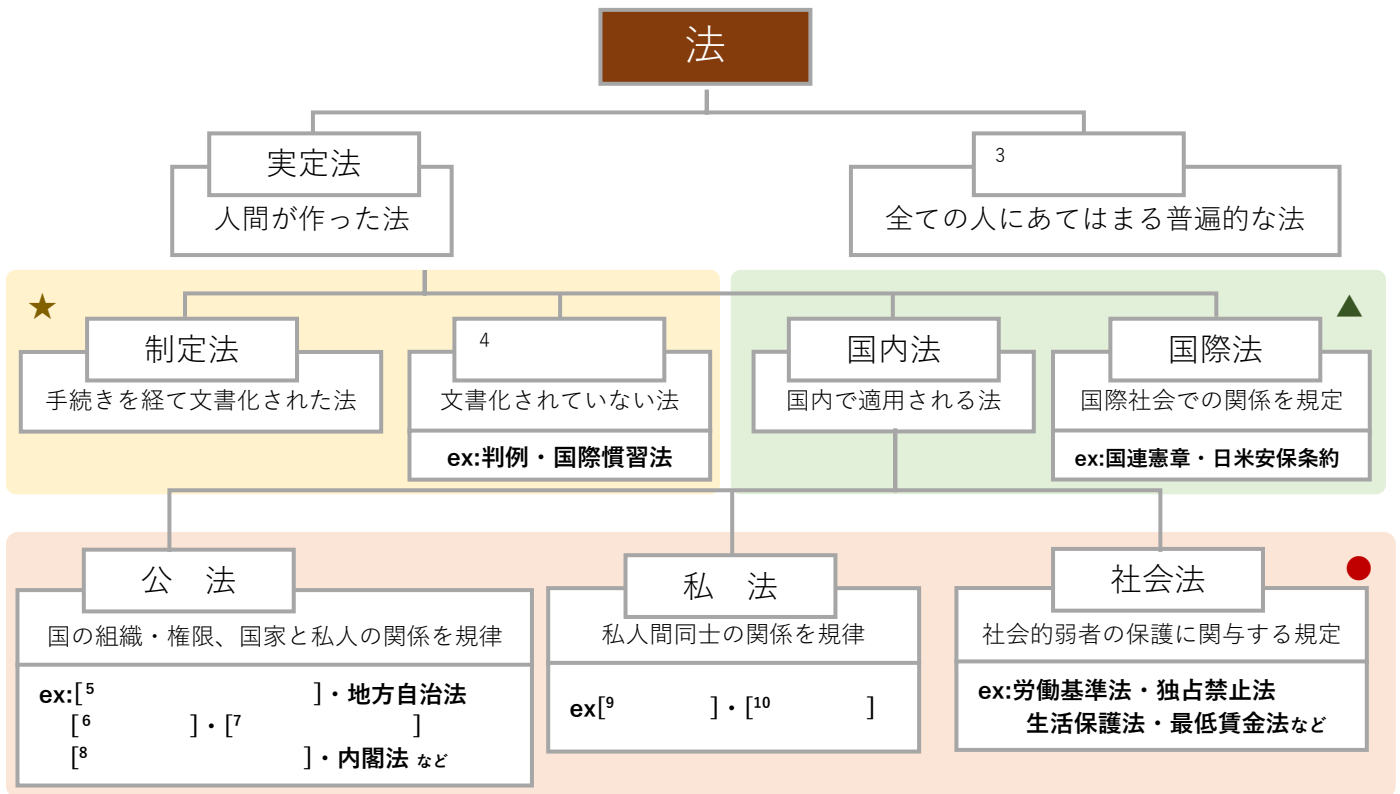 法
実定法
人間が作った法
3
全ての人にあてはまる普遍的な法
★
制定法
手続きを経て文書化された法
4
文書化されていない法
ex:判例・国際慣習法
▲
国内法
国内で適用される法
国際法
国際社会での関係を規定
ex:国連憲章・日米安保条約
公　法
国の組織・権限、国家と私人の関係を規律
ex:[5　　　　　　　　　]・地方自治法
[6　　　　]・[7　　　　　　　]
[8　　　　　　　　　]・内閣法 など
私　法
私人間同士の関係を規律
ex[9　　　　]・[10　　　　]
●
社会法
社会的弱者の保護に関与する規定
ex:労働基準法・独占禁止法
生活保護法・最低賃金法など